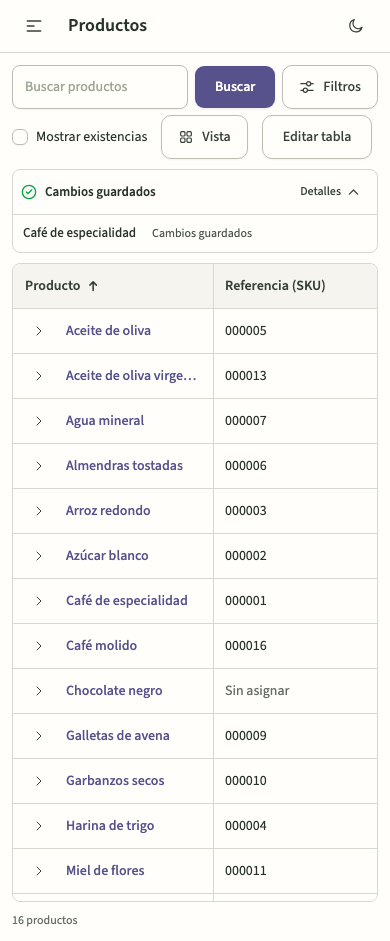 Productos
Buscar productos
Buscar
Filtros
Mostrar existencias
Vista
Editar tabla
Cambios guardados
Detalles
Café de especialidad Cambios guardados
Producto Referencia (SKU)
Aceite de oliva 000005
Aceite de oliva virge… 000013
Agua mineral 000007
Almendras tostadas 000006
Arroz redondo 000003
Azúcar blanco 000002
Café de especialidad 000001
Café molido 000016
Chocolate negro Sin asignar
Galletas de avena 000009
Garbanzos secos 000010
Harina de trigo 000004
Miel de flores 000011
16 productos